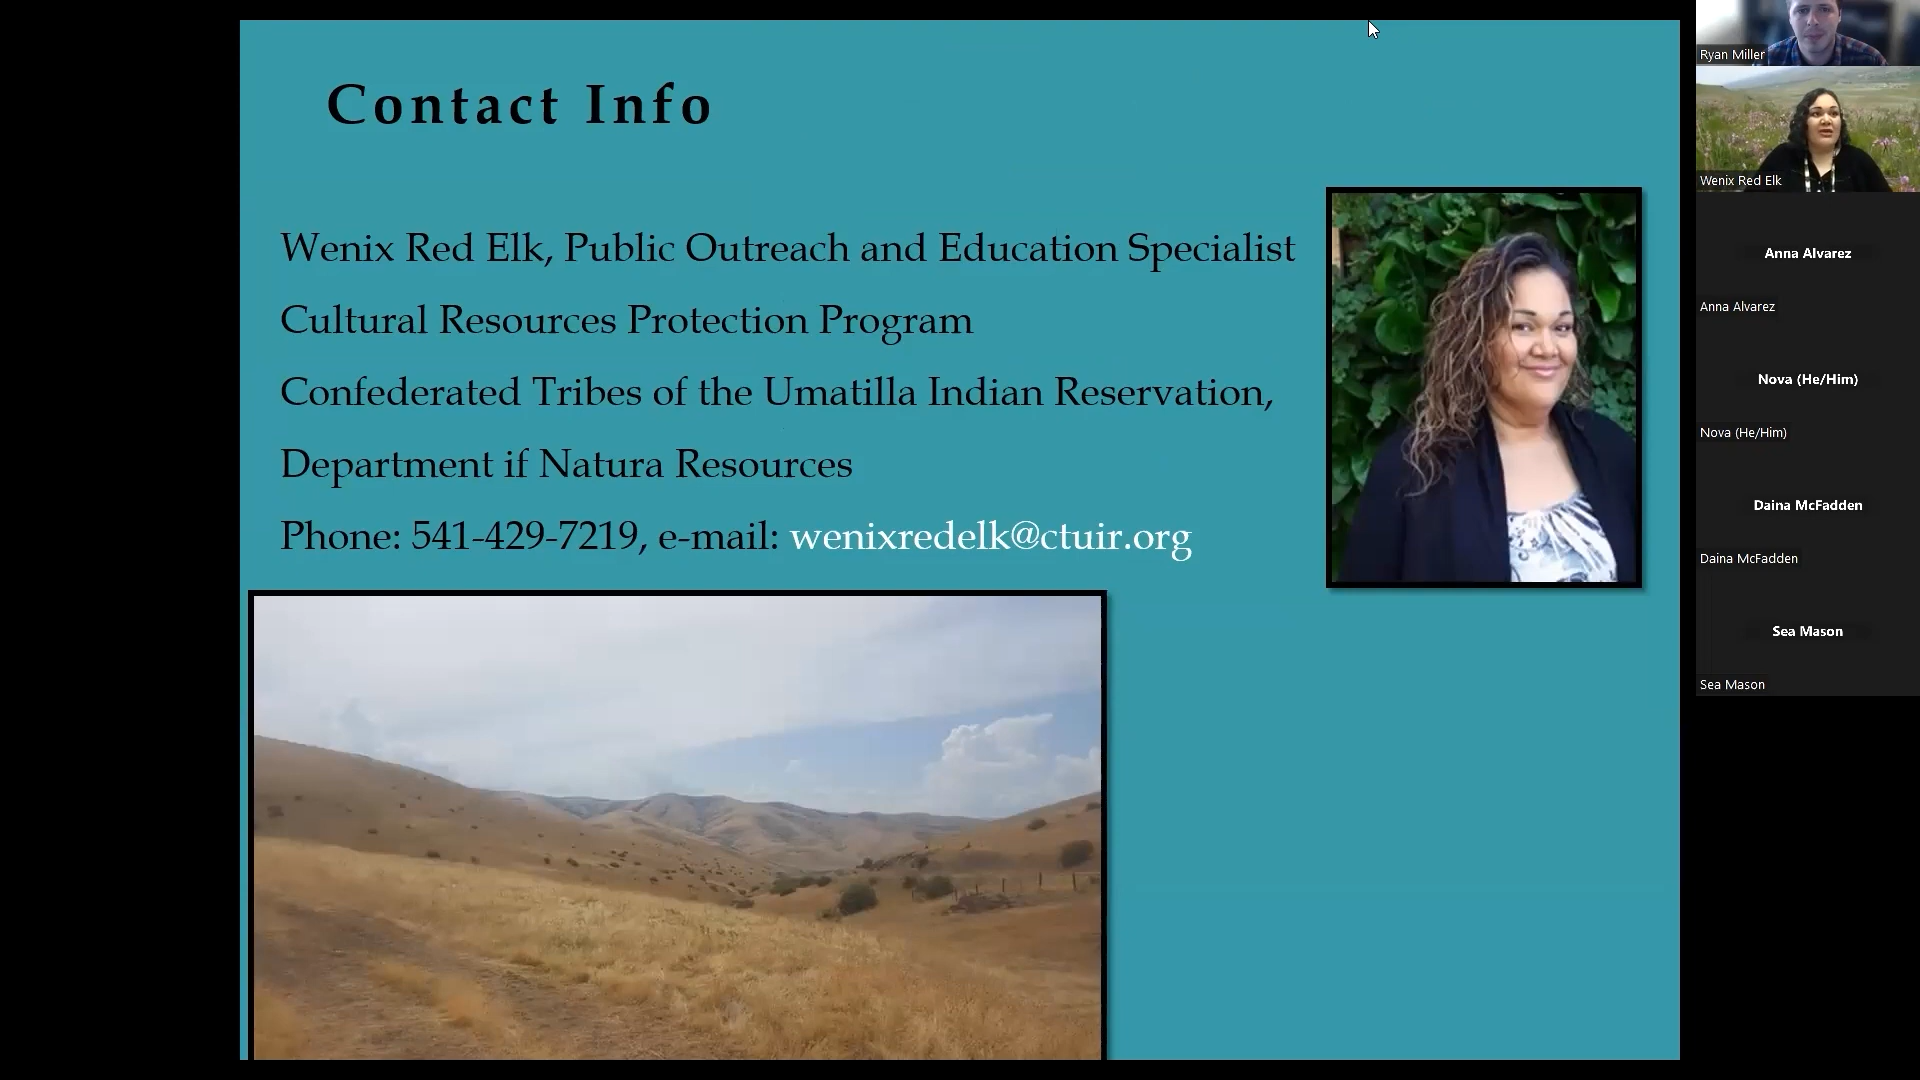 Contact Info
Wenix Red Elk, Public Outreach and Education Specialist
Cultural Resources Protection Program
Confederated Tribes of the Umatilla Indian Reservation,
Department if Natura Resources
Phone: 541-429-7219, e-mail: wenixredelk@ctuir.org
Ryan Miller
Wenix Red Elk
Anna Alvarez
Anna Alvarez
Nova (He/Him)
Nova (He/Him)
Daina McFadden
Daina McFadden
Sea Mason
Sea Mason